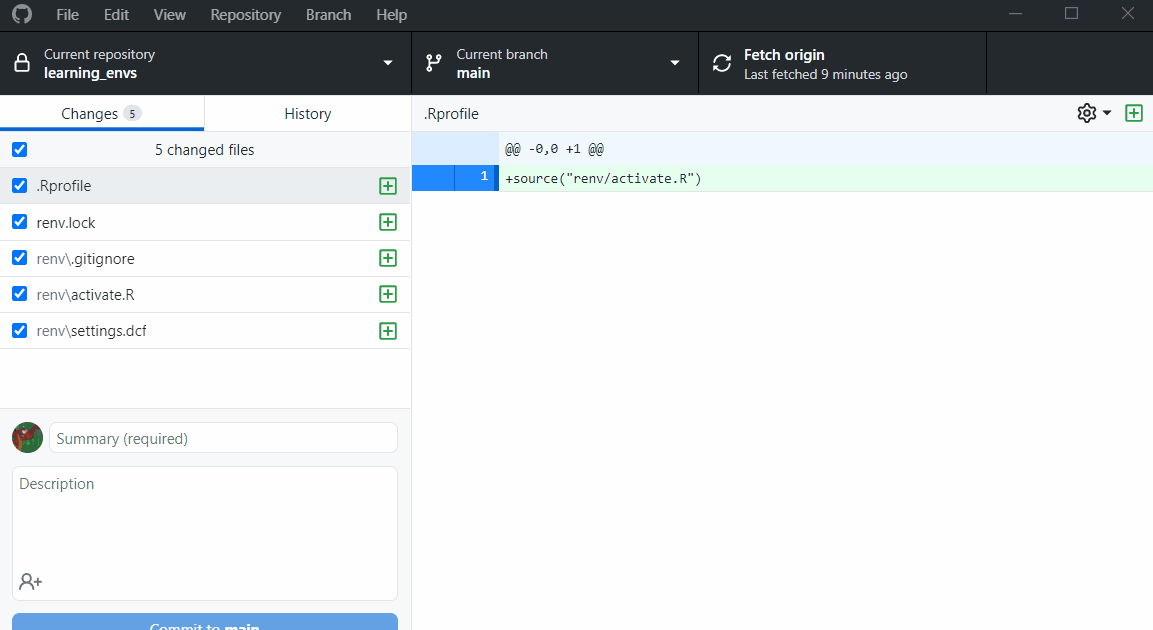 File Edit View Repository Branch Help
Current repository
learning_envs
Current branch
main
Fetch origin
Last fetched 9 minutes ago
Changes 5
History
.Rprofile
5 changed files
@@ -0,0 +1 @@
.Rprofile
1 +source("renv/activate.R")
renv.lock
renv\.gitignore
renv\activate.R
renv\settings.dcf
Summary (required)
Description
Commit to main